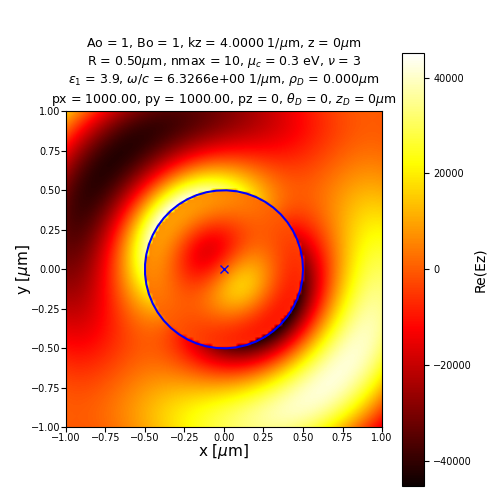 Ao = 1, Bo = 1, kz = 4.0000 1/μm, z = 0μm
R = 0.50μm, nmax = 10, μc = 0.3 eV, ν = 3
ε1 = 3.9, ω/c = 6.3266e+00 1/μm, ρD = 0.000μm
px = 1000.00, py = 1000.00, pz = 0, θD = 0, zD = 0μm
1.00
0.75
0.50
0.25
0.00
−0.25
−0.50
−0.75
−1.00
y [μm]
−1.00 −0.75 −0.50 −0.25 0.00 0.25 0.50 0.75 1.00
x [μm]
40000
20000
0
−20000
−40000
Re(Ez)